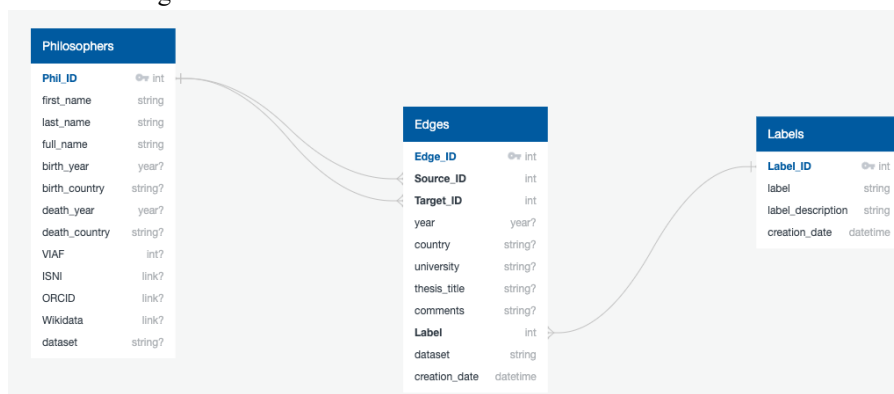 Philosophers
Phil_ID int
first_name string
last_name string
full_name string
birth_year year?
birth_country string?
death_year year?
death_country string?
VIAF int?
ISNI link?
ORCID link?
Wikidata link?
dataset string?
Edges
Edge_ID int
Source_ID int
Target_ID int
year year?
country string?
university string?
thesis_title string?
comments string?
Label int
dataset string
creation_date datetime
Labels
Label_ID int
label string
label_description string
creation_date datetime